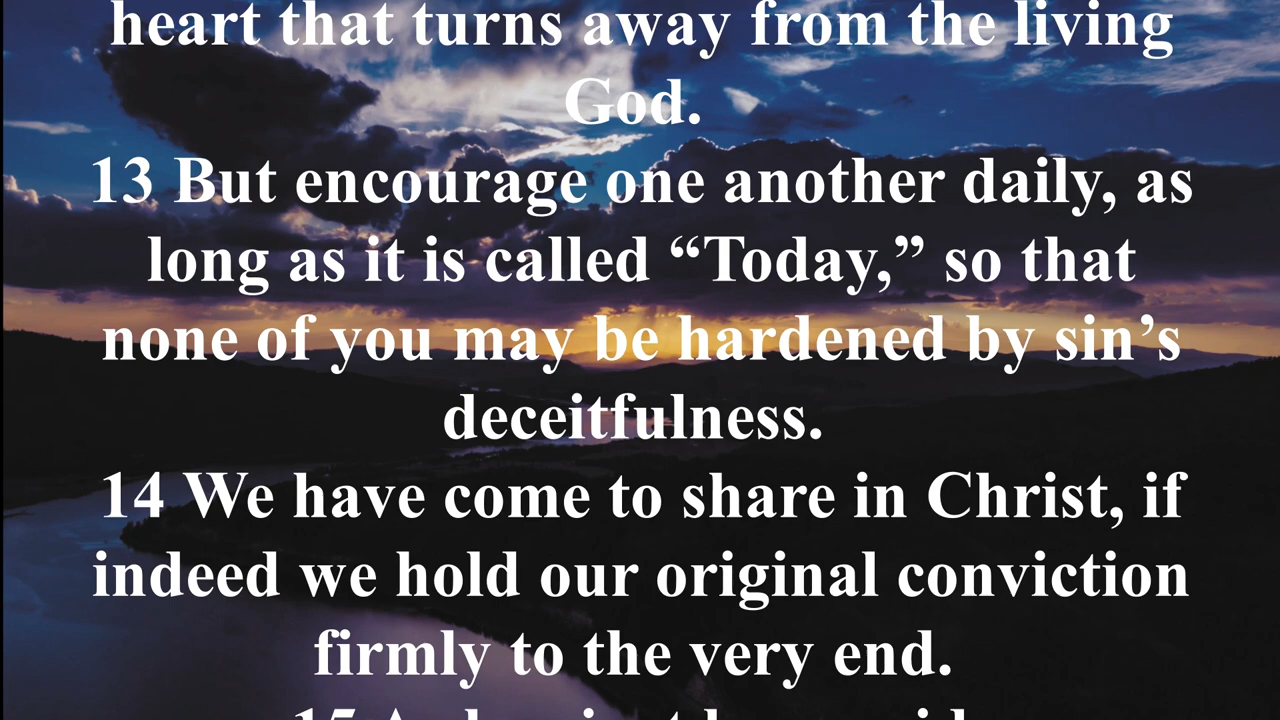 heart that turns away from the living
God.
13 But encourage one another daily, as
long as it is called “Today,” so that
none of you may be hardened by sin’s
deceitfulness.
14 We have come to share in Christ, if
indeed we hold our original conviction
firmly to the very end.
15